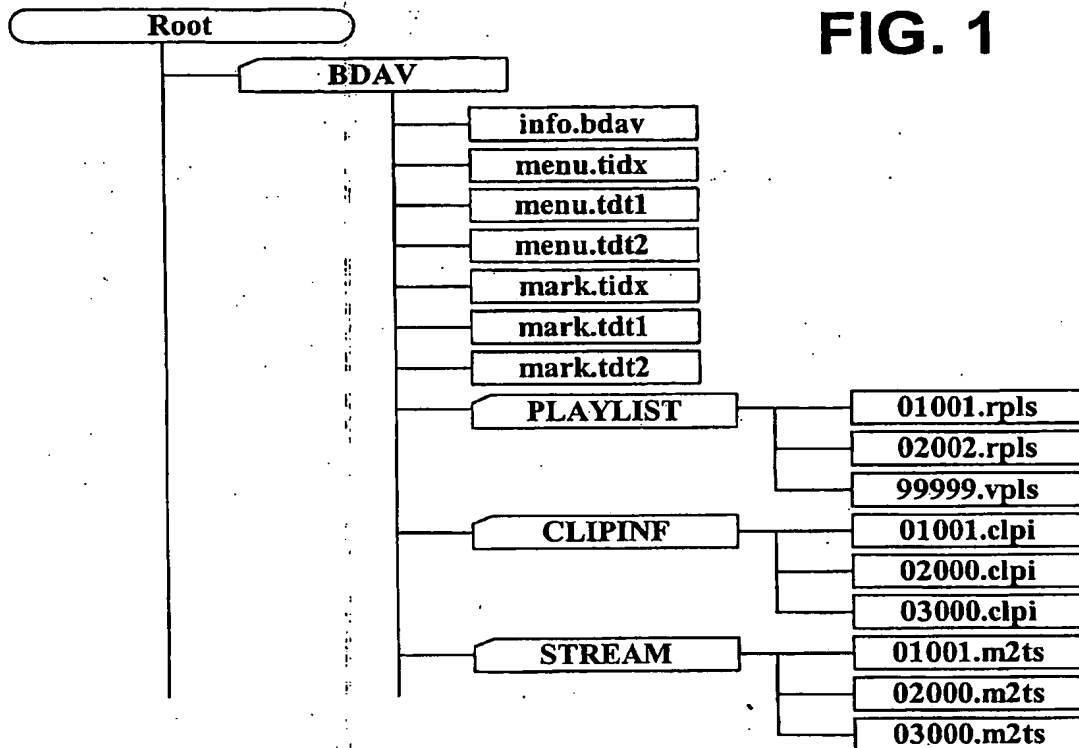 FIG. 1
Root
BDAV
info.bdav
menu.tidx
menu.tdt1
menu.tdt2
mark.tidx
mark.tdt1
mark.tdt2
PLAYLIST
01001.rpls
02002.rpls
99999.vpls
CLIPINF
01001.clpi
02000.clpi
03000.clpi
STREAM
01001.m2ts
02000.m2ts
03000.m2ts